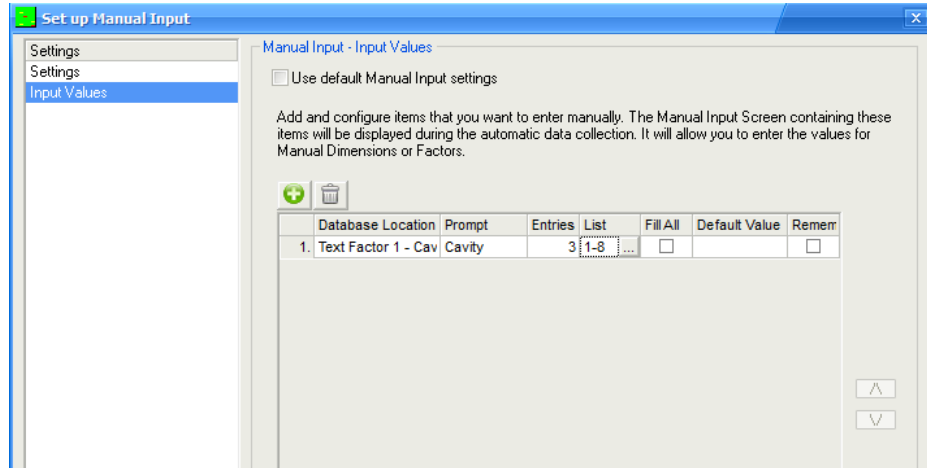 Set up Manual Input
Settings
Settings
Input Values
Manual Input - Input Values
Use default Manual Input settings
Add and configure items that you want to enter manually. The Manual Input Screen containing these
items will be displayed during the automatic data collection. It will allow you to enter the values for
Manual Dimensions or Factors.
Database Location Prompt Entries List Fill All Default Value Remem
1. Text Factor 1 - Cav Cavity 3 1-8 ...